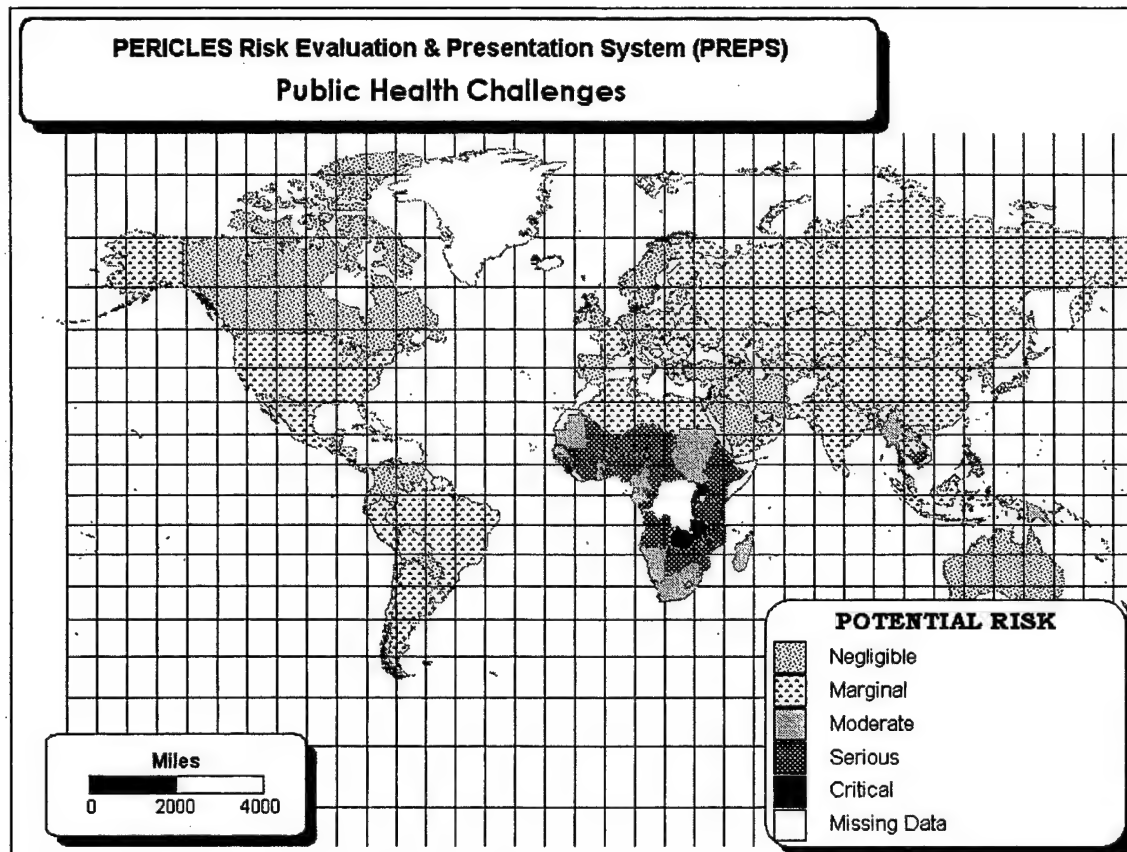 PERICLES Risk Evaluation & Presentation System (PREPS)
Public Health Challenges
POTENTIAL RISK
Negligible
Marginal
Moderate
Serious
Critical
Missing Data
Miles
0 2000 4000